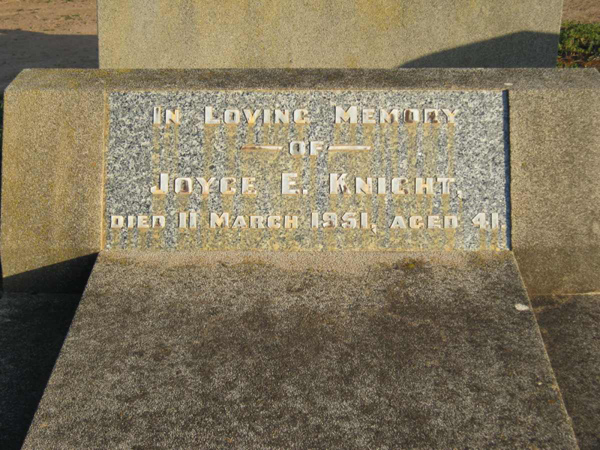 In Loving Memory
of
Joyce E. Knight.
died 11 March 1951, aged 41.